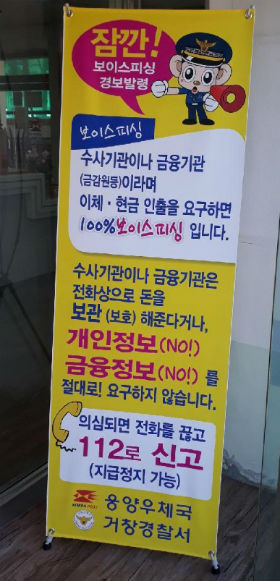 잠깐!
보이스피싱
경보발령
보이스피싱
수사기관이나 금융기관
(금감원등)이라며
이체·현금 인출을 요구하면
100%보이스피싱 입니다.
수사기관이나 금융기관은
전화상으로 돈을
보관 (보호) 해준다거나,
개인정보(NO!)
금융정보(NO!) 를
절대로! 요구하지 않습니다.
의심되면 전화를 끊고
112로 신고
(지급정지 가능)
KOREA POST
웅양우체국
거창경찰서